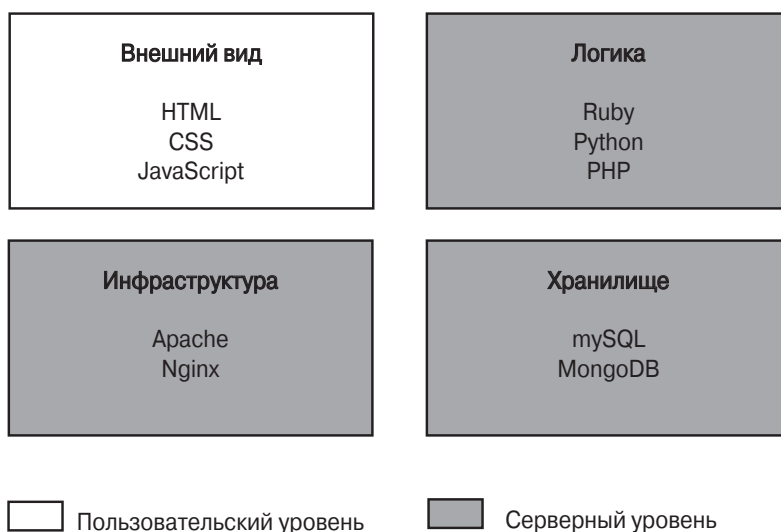 Внешний вид
HTML
CSS
JavaScript
Логика
Ruby
Python
PHP
Инфраструктура
Apache
Nginx
Хранилище
mySQL
MongoDB
Пользовательский уровень
Серверный уровень